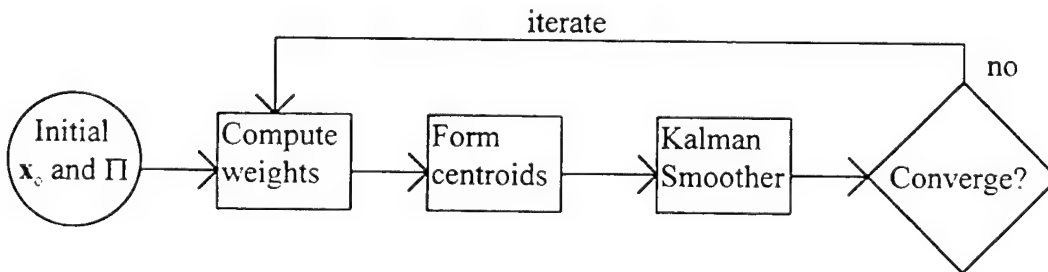 iterate
no
Initial
x₀ and Π
Compute
weights
Form
centroids
Kalman
Smoother
Converge?